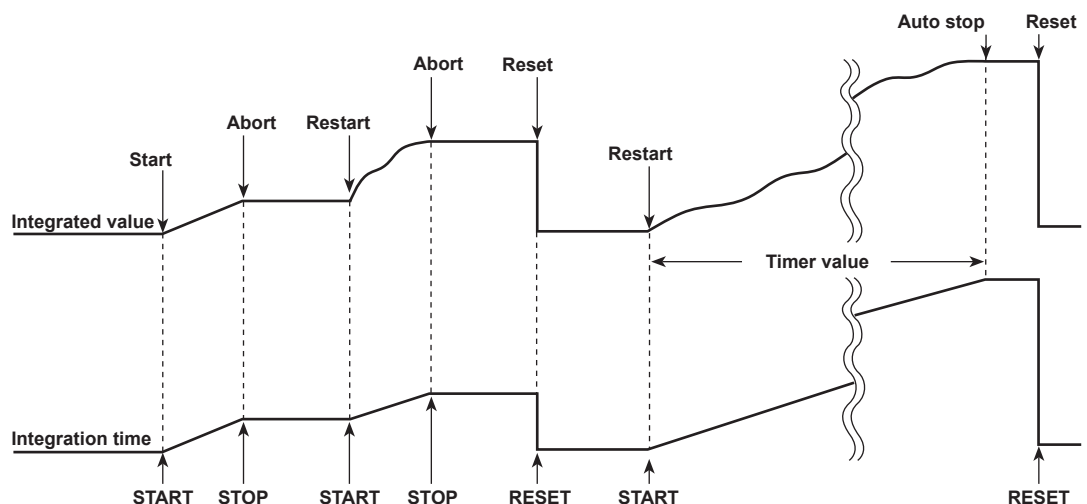 Auto stop Reset
Abort Reset
Abort Restart
Start
Restart
Integrated value
Timer value
Integration time
START STOP START STOP RESET START RESET